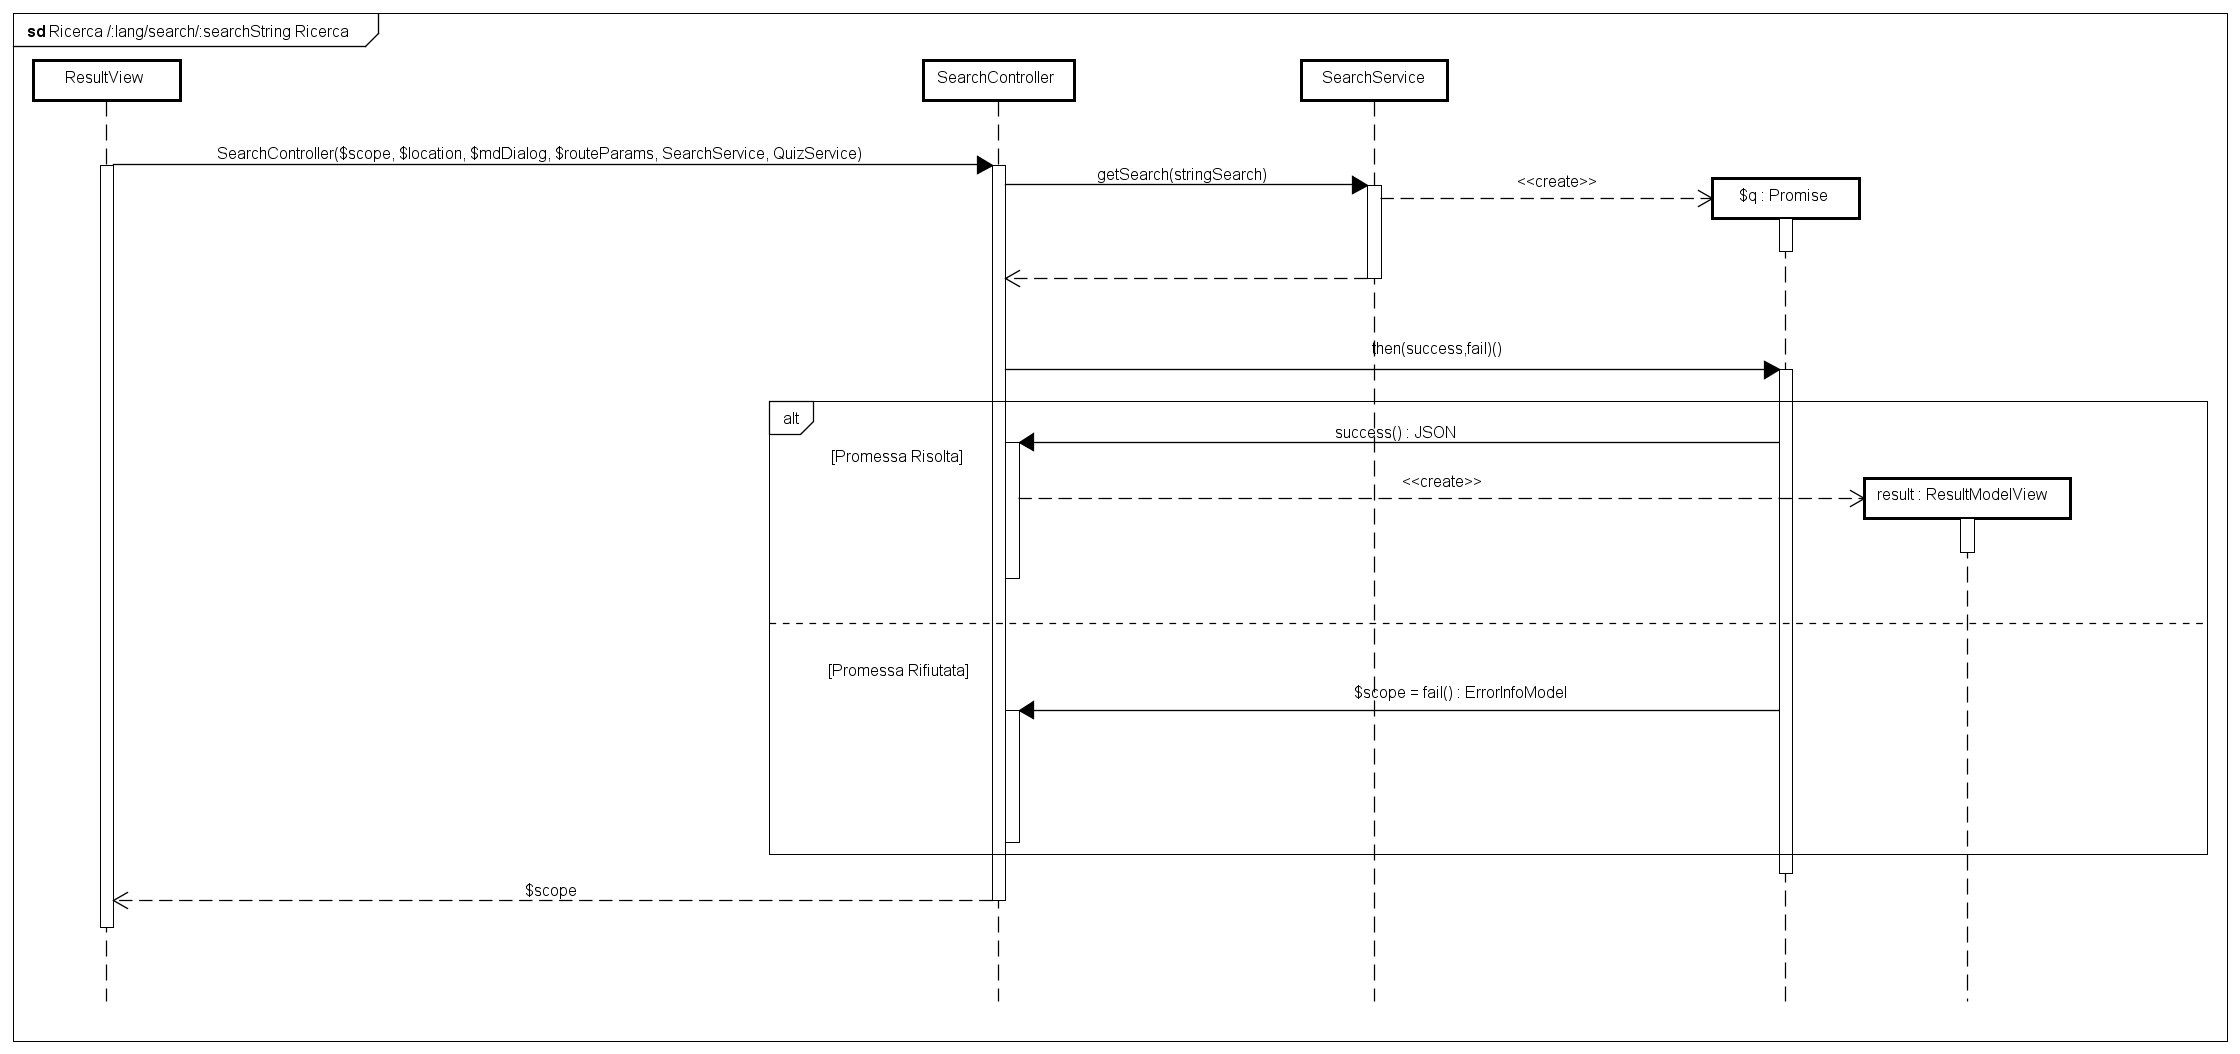 sd Ricerca /:lang/search/:searchString Ricerca
ResultView
SearchController
SearchService
SearchController($scope, $location, $mdDialog, $routeParams, SearchService, QuizService)
getSearch(stringSearch)
<<create>>
$q : Promise
then(success,fail)()
alt
success() : JSON
[Promessa Risolta]
<<create>>
result : ResultModelView
[Promessa Rifiutata]
$scope = fail() : ErrorInfoModel
$scope